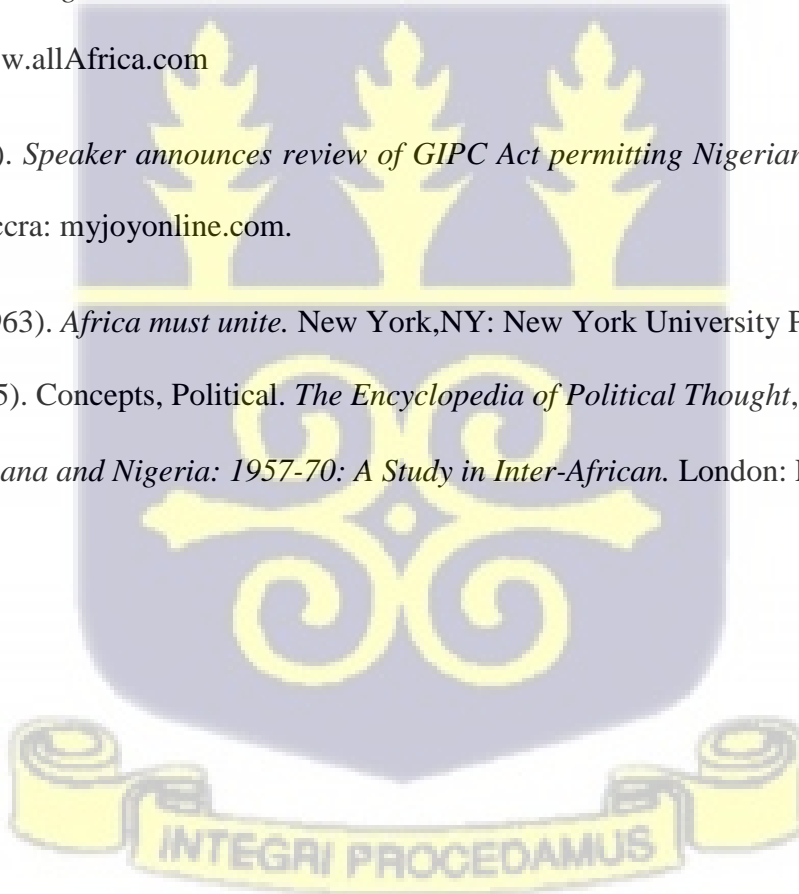 w.allAfrica.com
). Speaker announces review of GIPC Act permitting Nigerian
ccra: myjoyonline.com.
963). Africa must unite. New York,NY: New York University P
5). Concepts, Political. The Encyclopedia of Political Thought,
ana and Nigeria: 1957-70: A Study in Inter-African. London:
INTEGRI PROCEDAMUS